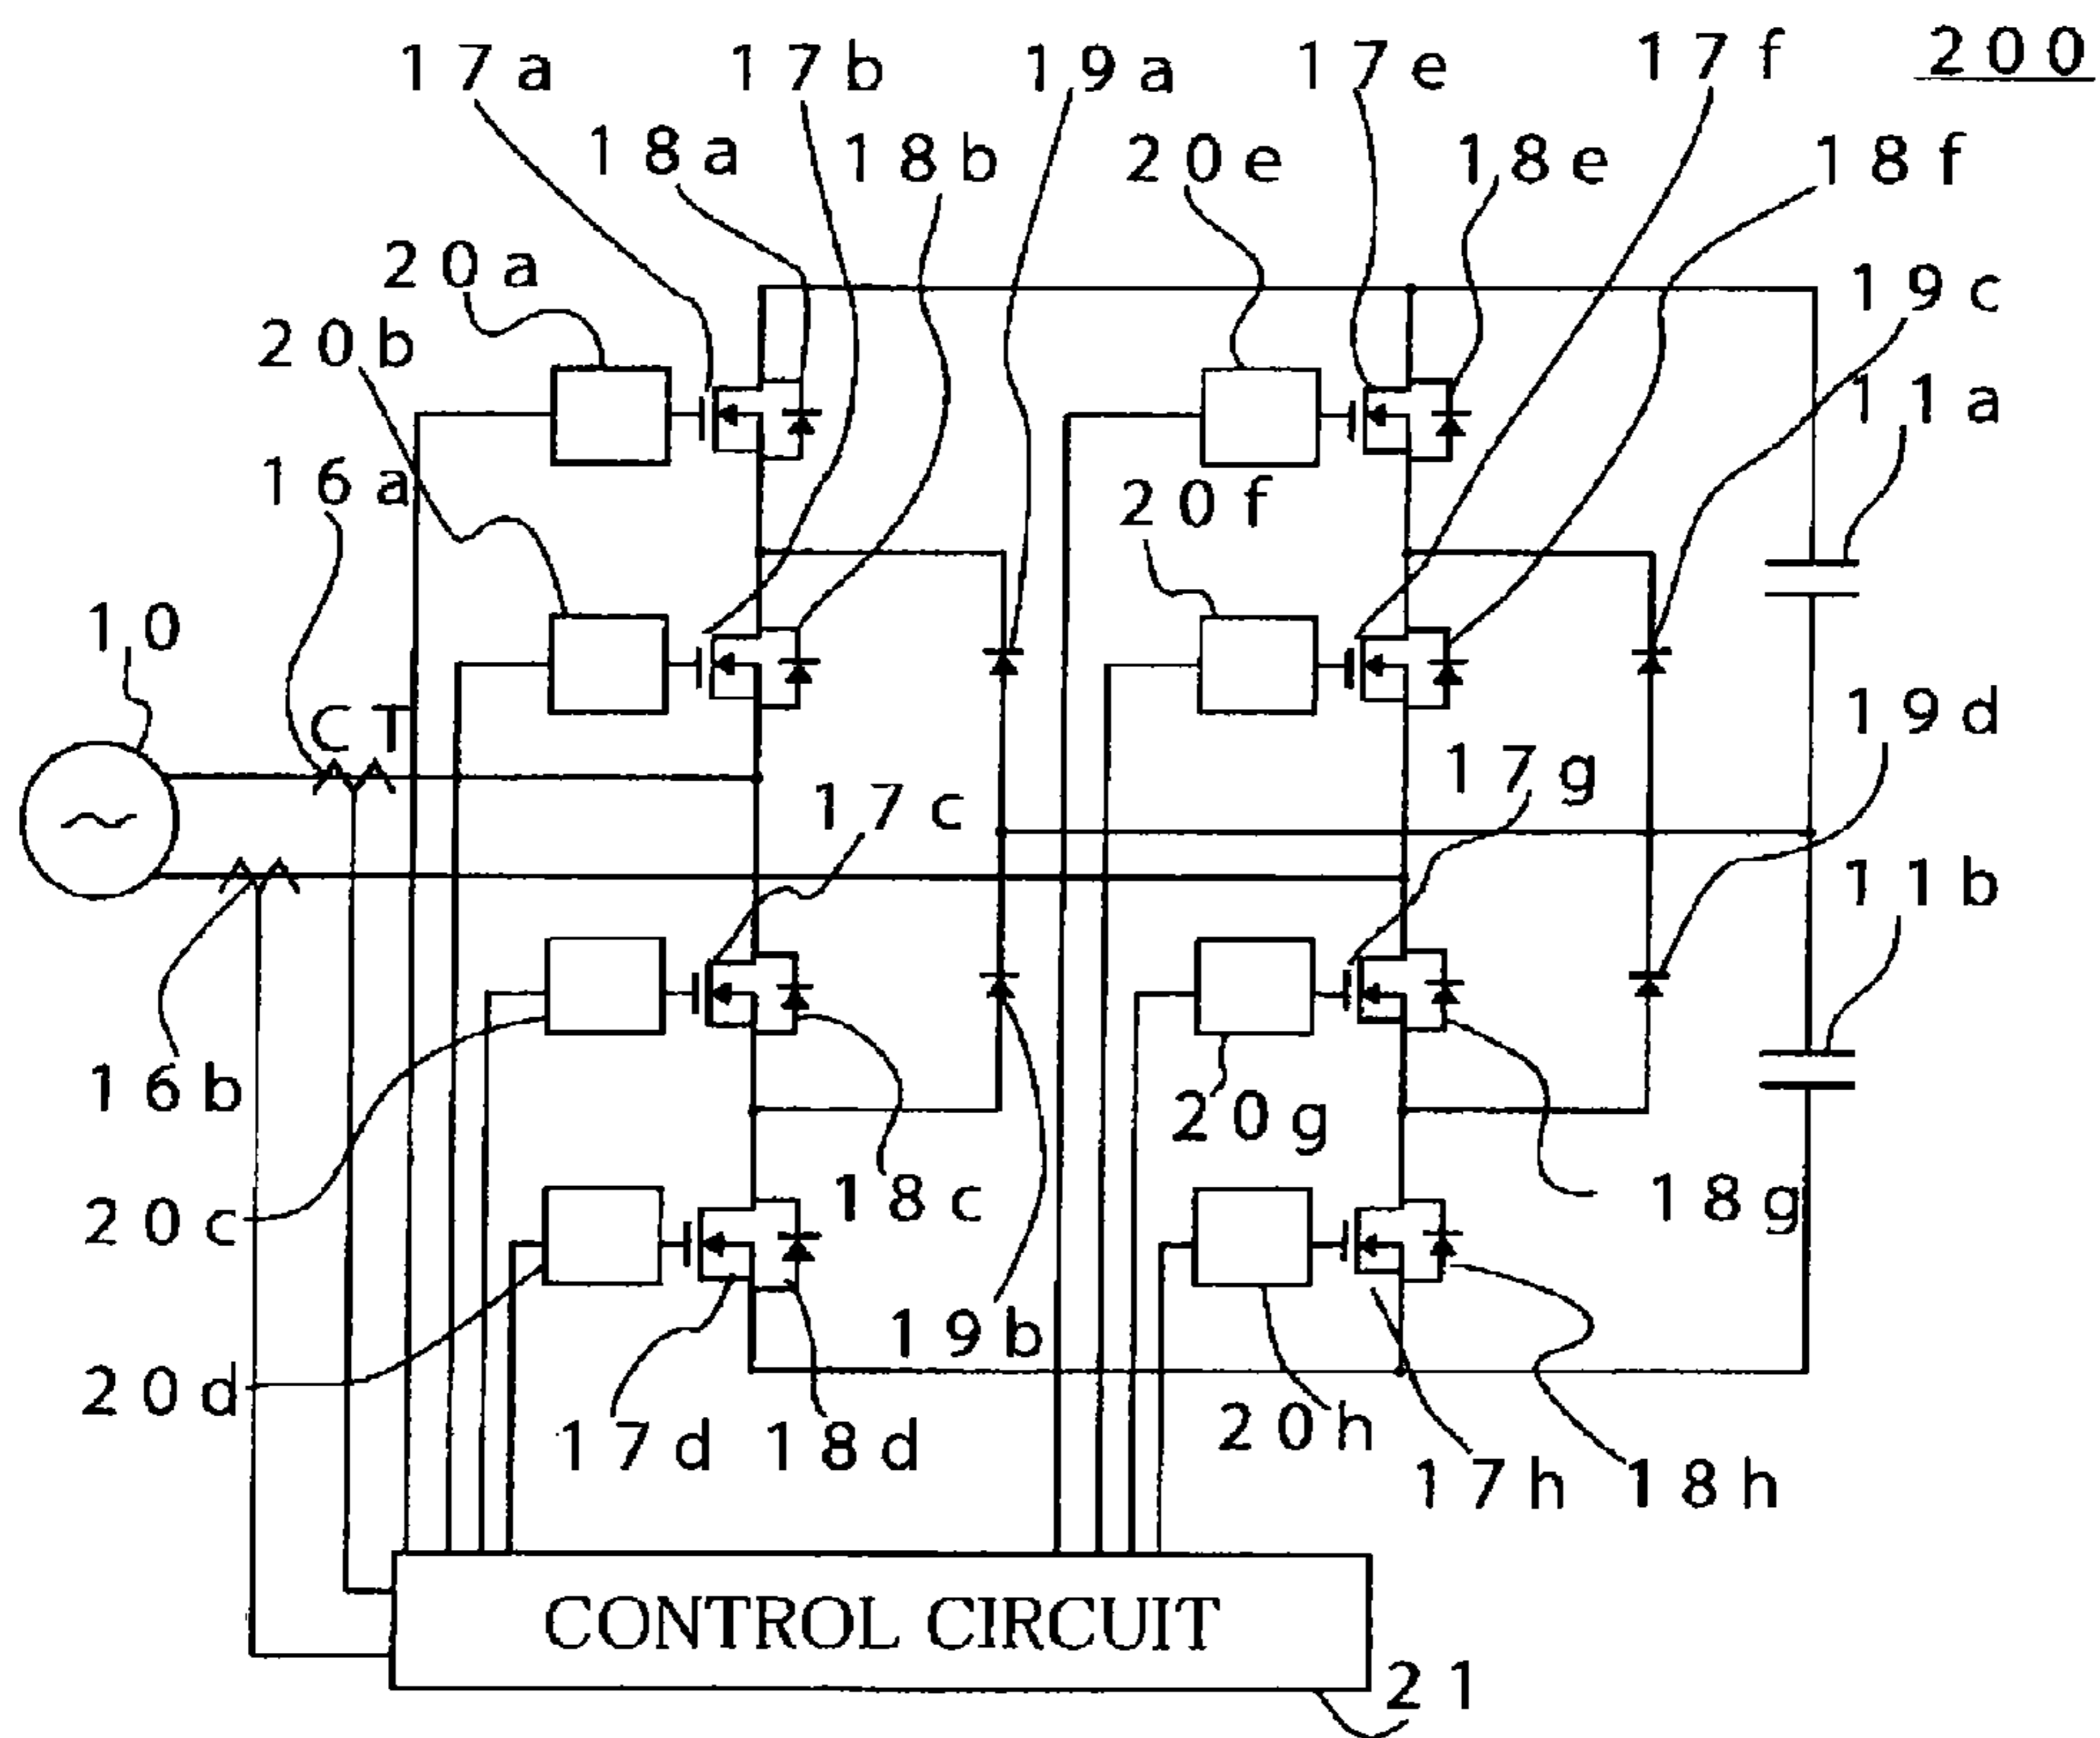 200
17a 17b 19a 17e 17f
18a 18b 20e 18e 18f
20a 19c
20b 11a
16a 20f
10
CT 19d
17c 17g
11b
16b 20g
20c 18c 18g
19b
20d 17d 18d 20h
17h 18h
CONTROL CIRCUIT
21